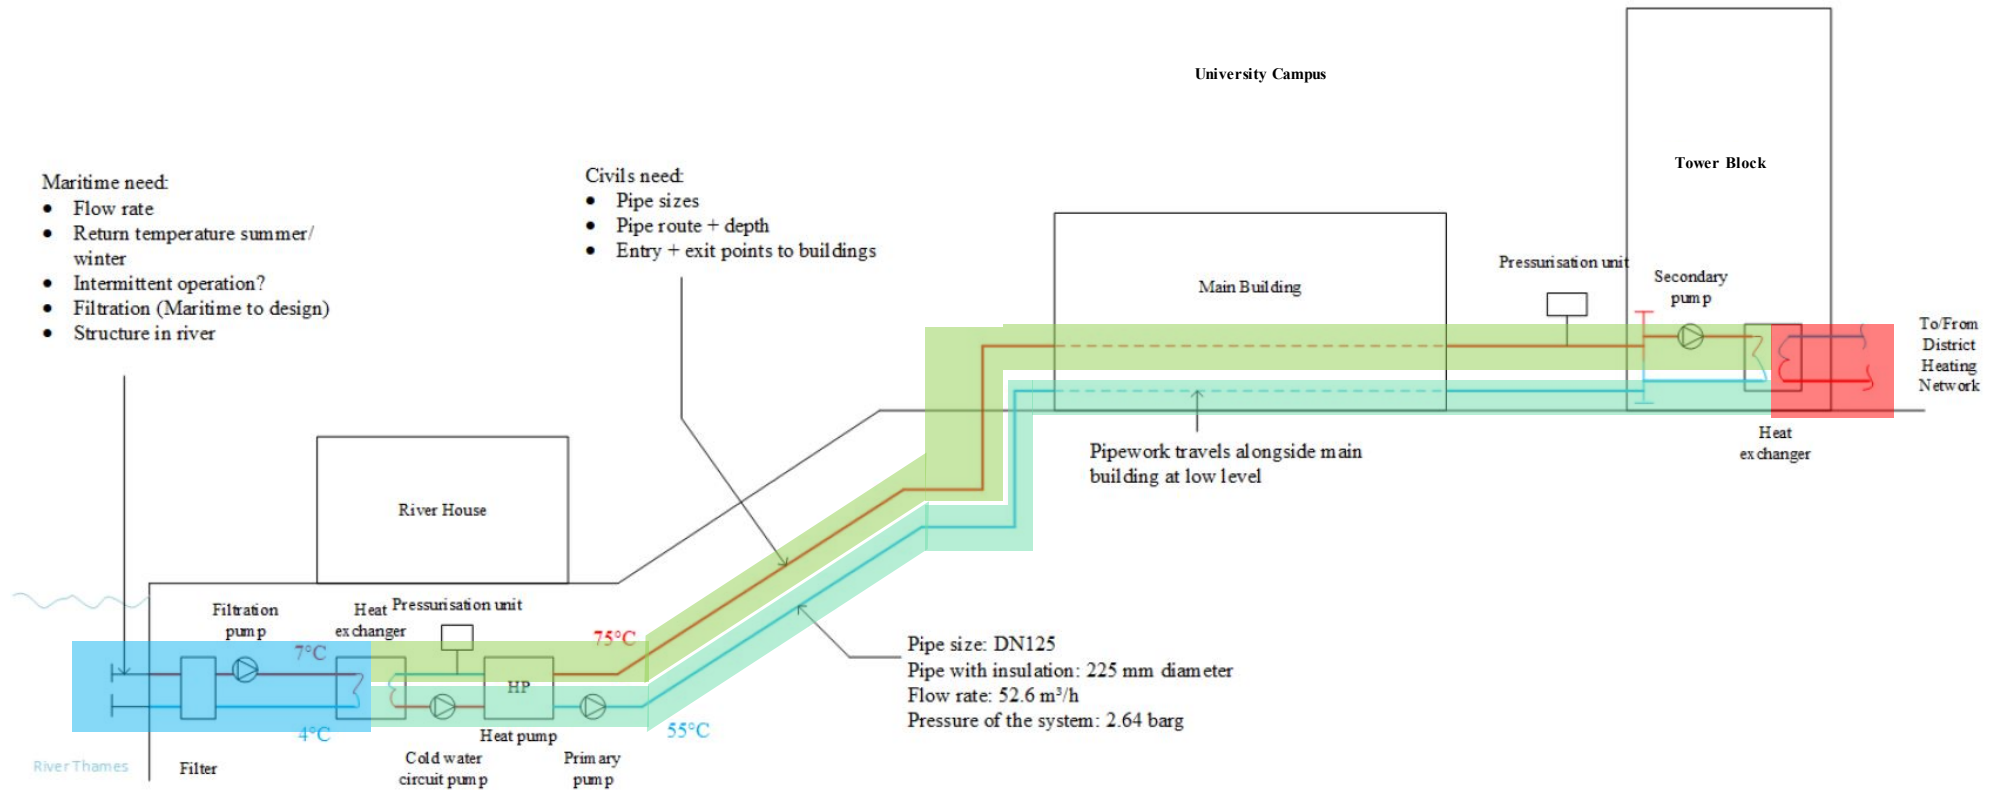 University Campus
Tower Block
Maritime need:
• Flow rate
• Return temperature summer/
winter
• Intermittent operation?
• Filtration (Maritime to design)
• Structure in river
Civils need:
• Pipe sizes
• Pipe route + depth
• Entry + exit points to buildings
Main Building
Pressurisation unit
Secondary
pump
To/From
District
Heating
Network
Heat
exchanger
Pipework travels alongside main
building at low level
River House
Filtration
pump
Heat
exchanger
Pressurisation unit
75°C
7°C
HP
4°C
55°C
Heat pump
Cold water
circuit pump
Primary
pump
Filter
River Thames
Pipe size: DN125
Pipe with insulation: 225 mm diameter
Flow rate: 52.6 m³/h
Pressure of the system: 2.64 barg